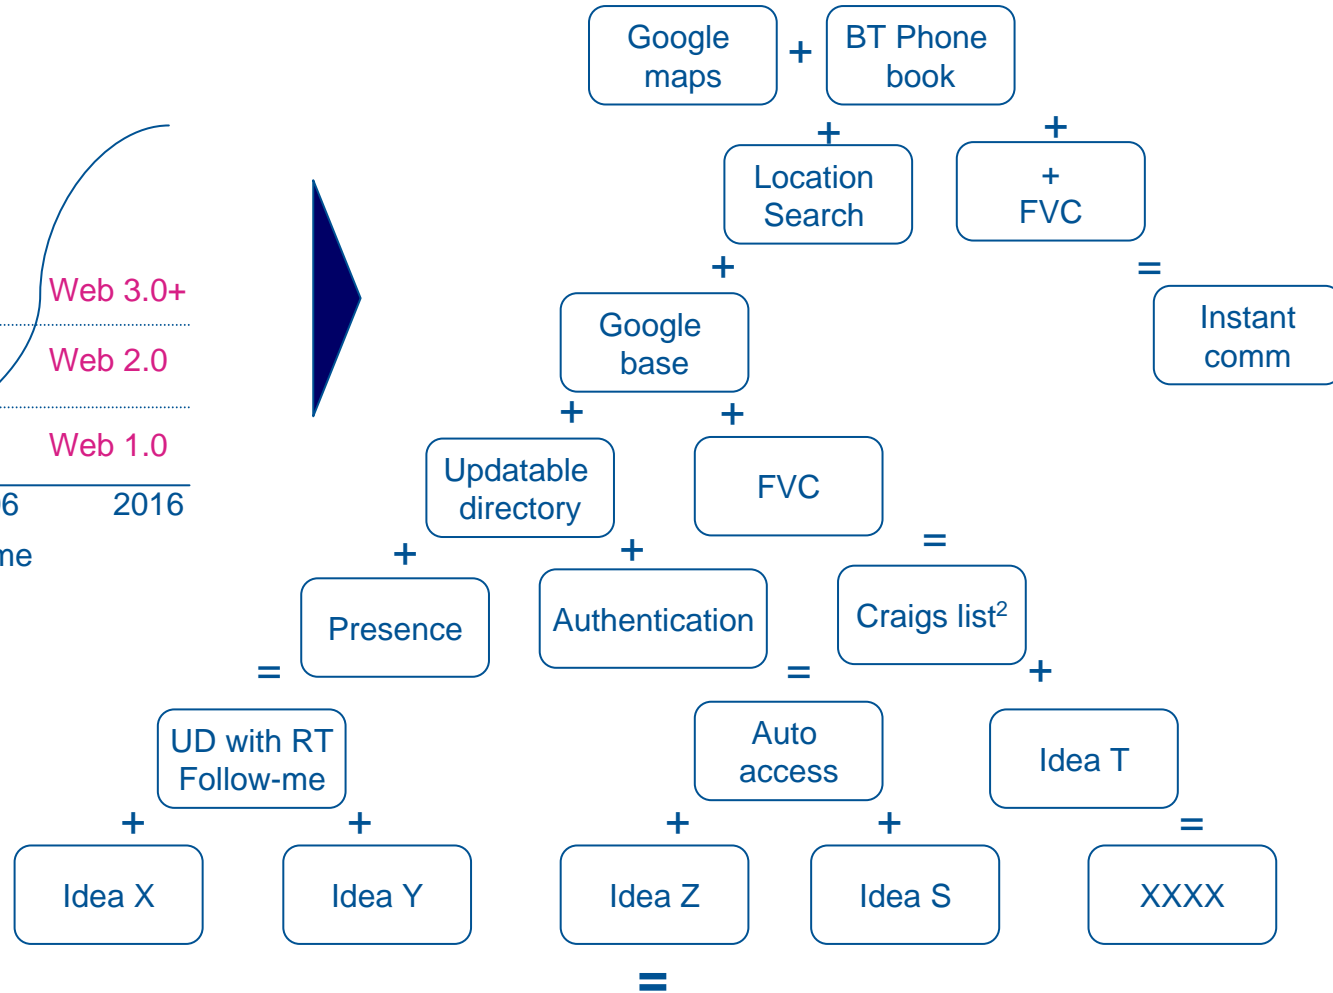 Google
maps
+
BT Phone
book
+
+
Location
Search
+
FVC
+
=
Instant
comm
Google
base
+
+
Updatable
directory
FVC
+
+
=
Presence
Authentication
Craigs list²
=
=
+
UD with RT
Follow-me
Auto
access
Idea T
+
+
+
+
=
Idea X
Idea Y
Idea Z
Idea S
XXXX
=
Web 3.0+
Web 2.0
Web 1.0
2016